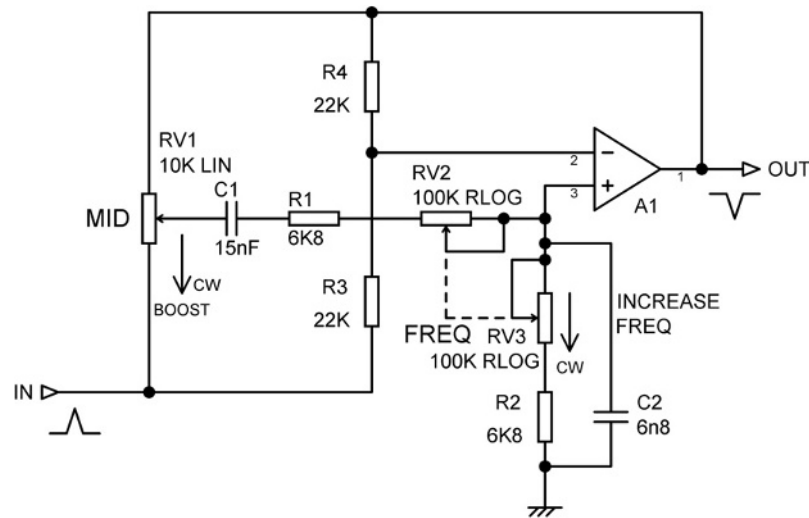 R4
22K
RV1
10K LIN
C1
R1
RV2
100K RLOG
2
3
−
+
1
OUT
A1
MID
15nF
6K8
CW
BOOST
R3
22K
FREQ
RV3
100K RLOG
INCREASE
FREQ
CW
IN
R2
6K8
C2
6n8